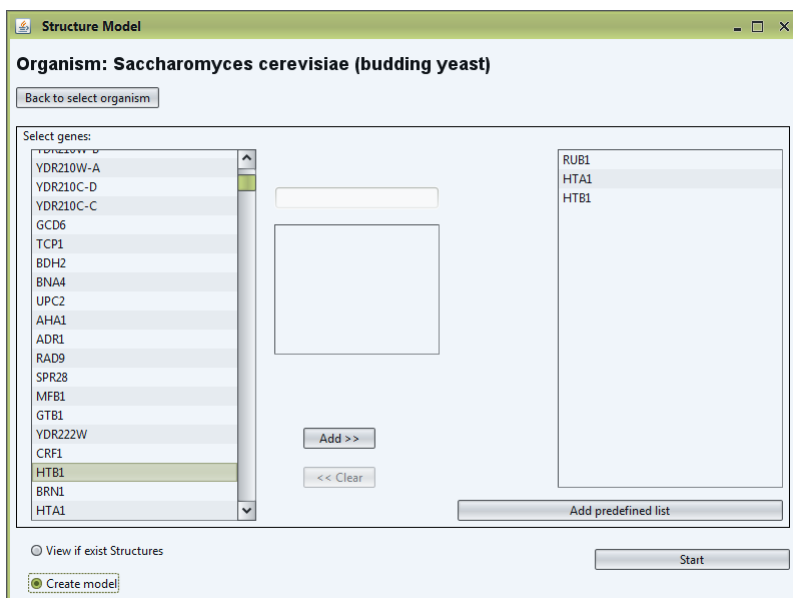 Structure Model
Organism: Saccharomyces cerevisiae (budding yeast)
Back to select organism
Select genes:
YDR210W-B
YDR210W-A
YDR210C-D
YDR210C-C
GCD6
TCP1
BDH2
BNA4
UPC2
AHA1
ADR1
RAD9
SPR28
MFB1
GTB1
YDR222W
CRF1
HTB1
BRN1
HTA1
Add >>
<< Clear
RUB1
HTA1
HTB1
Add predefined list
View if exist Structures
Create model
Start